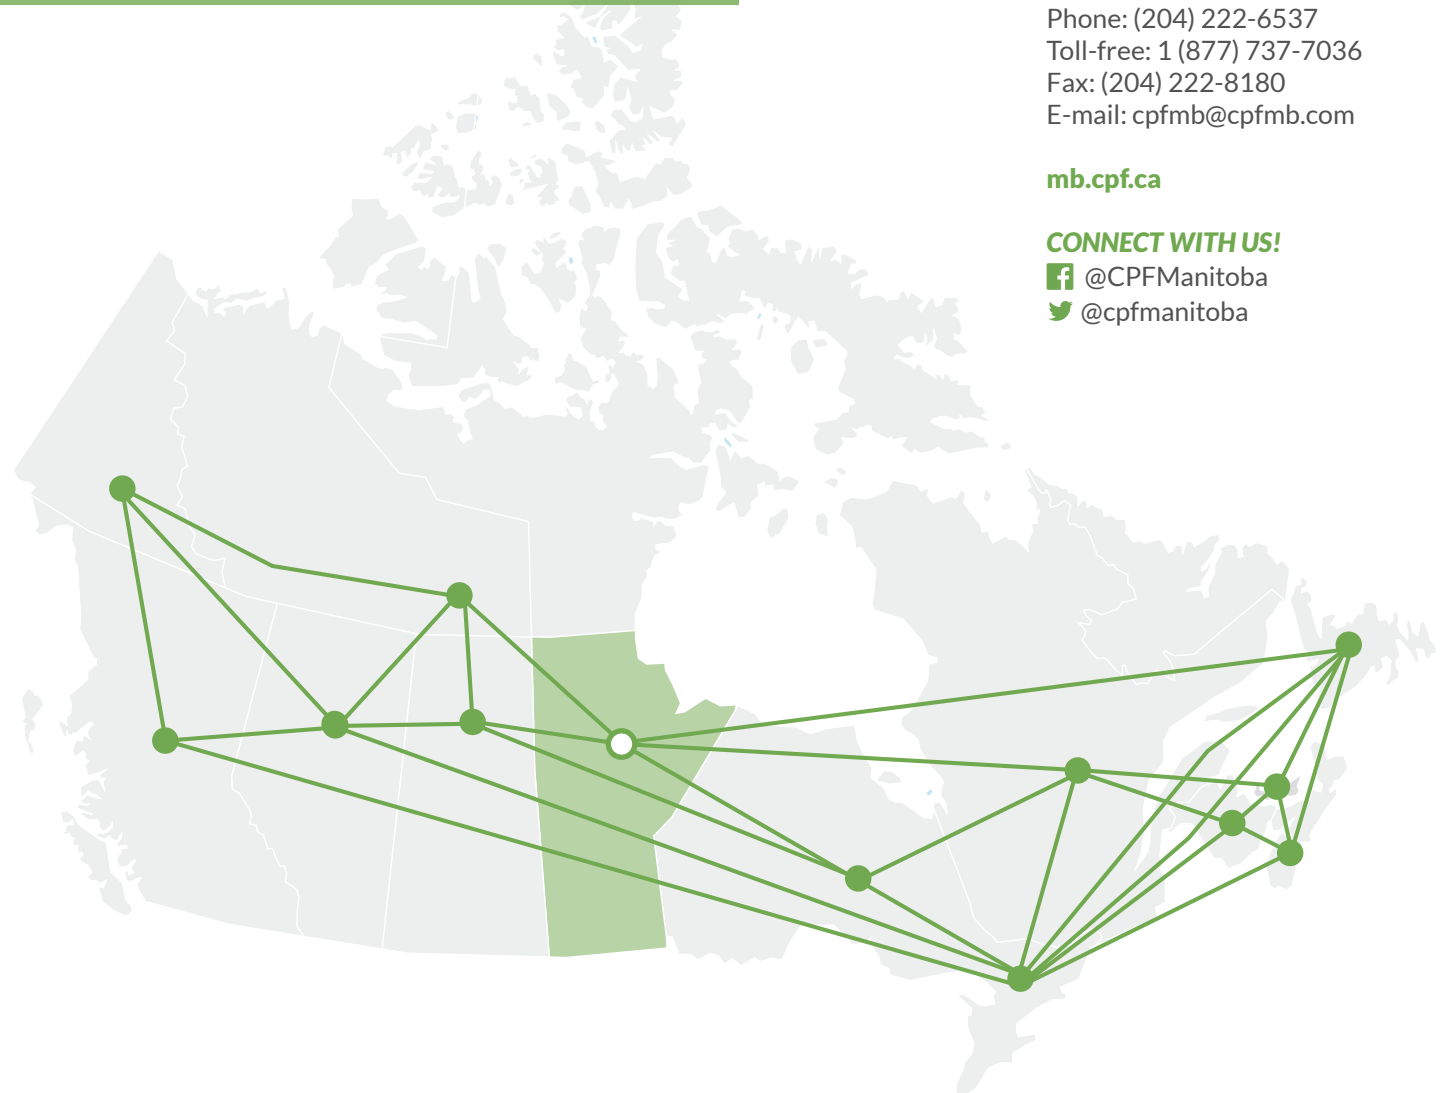 Phone: (204) 222-6537
Toll-free: 1 (877) 737-7036
Fax: (204) 222-8180
E-mail: cpfmb@cpfmb.com
mb.cpf.ca
CONNECT WITH US!
@CPFManitoba
@cpfmanitoba